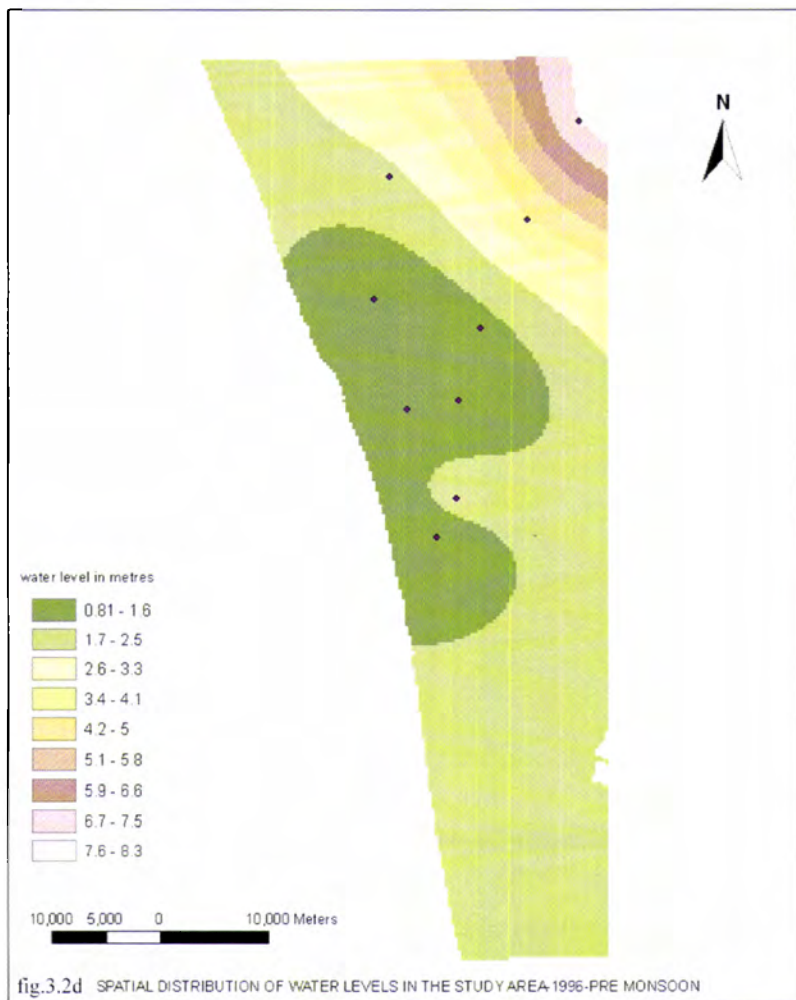 N
water level in metres
0.81 - 1.6
1.7 - 2.5
2.6 - 3.3
3.4 - 4.1
4.2 - 5
5.1 - 5.8
5.9 - 6.6
6.7 - 7.5
7.6 - 8.3
10,000 5,000 0 10,000 Meters
fig.3.2d SPATIAL DISTRIBUTION OF WATER LEVELS IN THE STUDY AREA-1996-PRE MONSOON